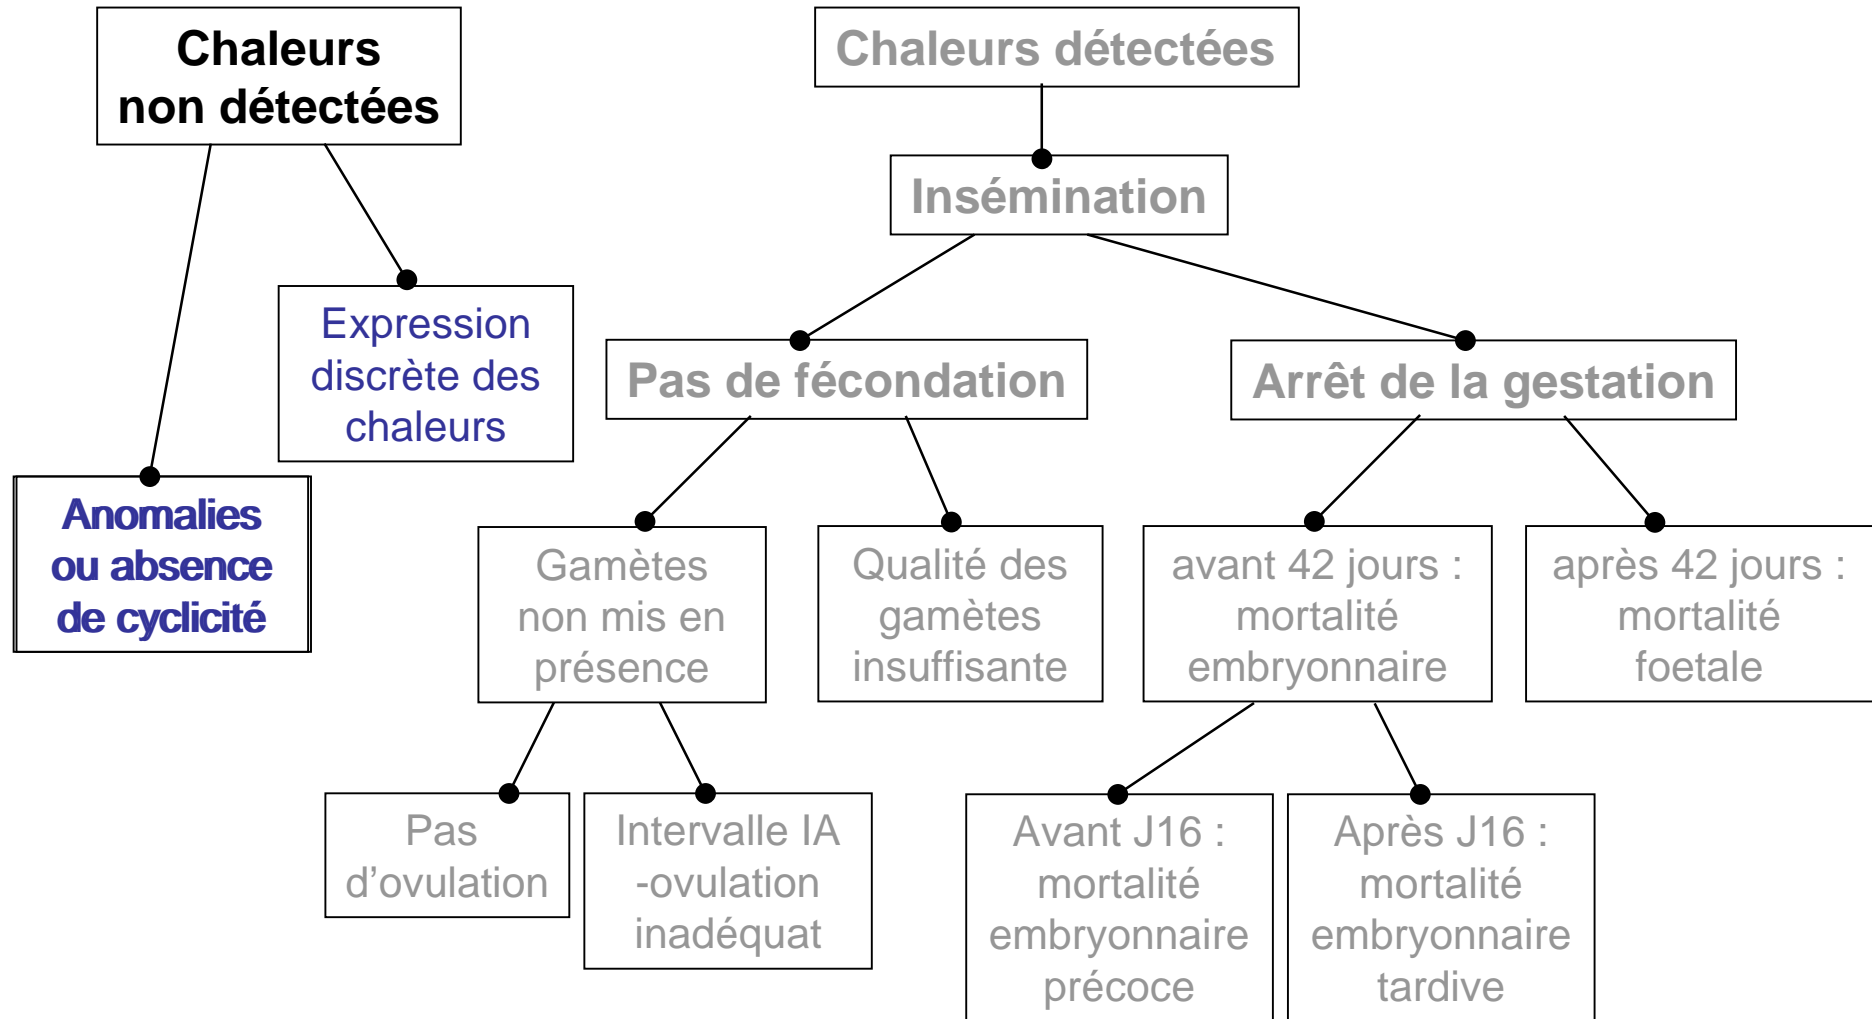 Chaleurs
non détectées
Chaleurs détectées
Insémination
Expression
discrète des
chaleurs
Pas de fécondation
Arrêt de la gestation
Anomalies
ou absence
de cyclicité
Gamètes
non mis en
présence
Qualité des
gamètes
insuffisante
avant 42 jours :
mortalité
embryonnaire
après 42 jours :
mortalité
foetale
Pas
d’ovulation
Intervalle IA
-ovulation
inadéquat
Avant J16 :
mortalité
embryonnaire
précoce
Après J16 :
mortalité
embryonnaire
tardive